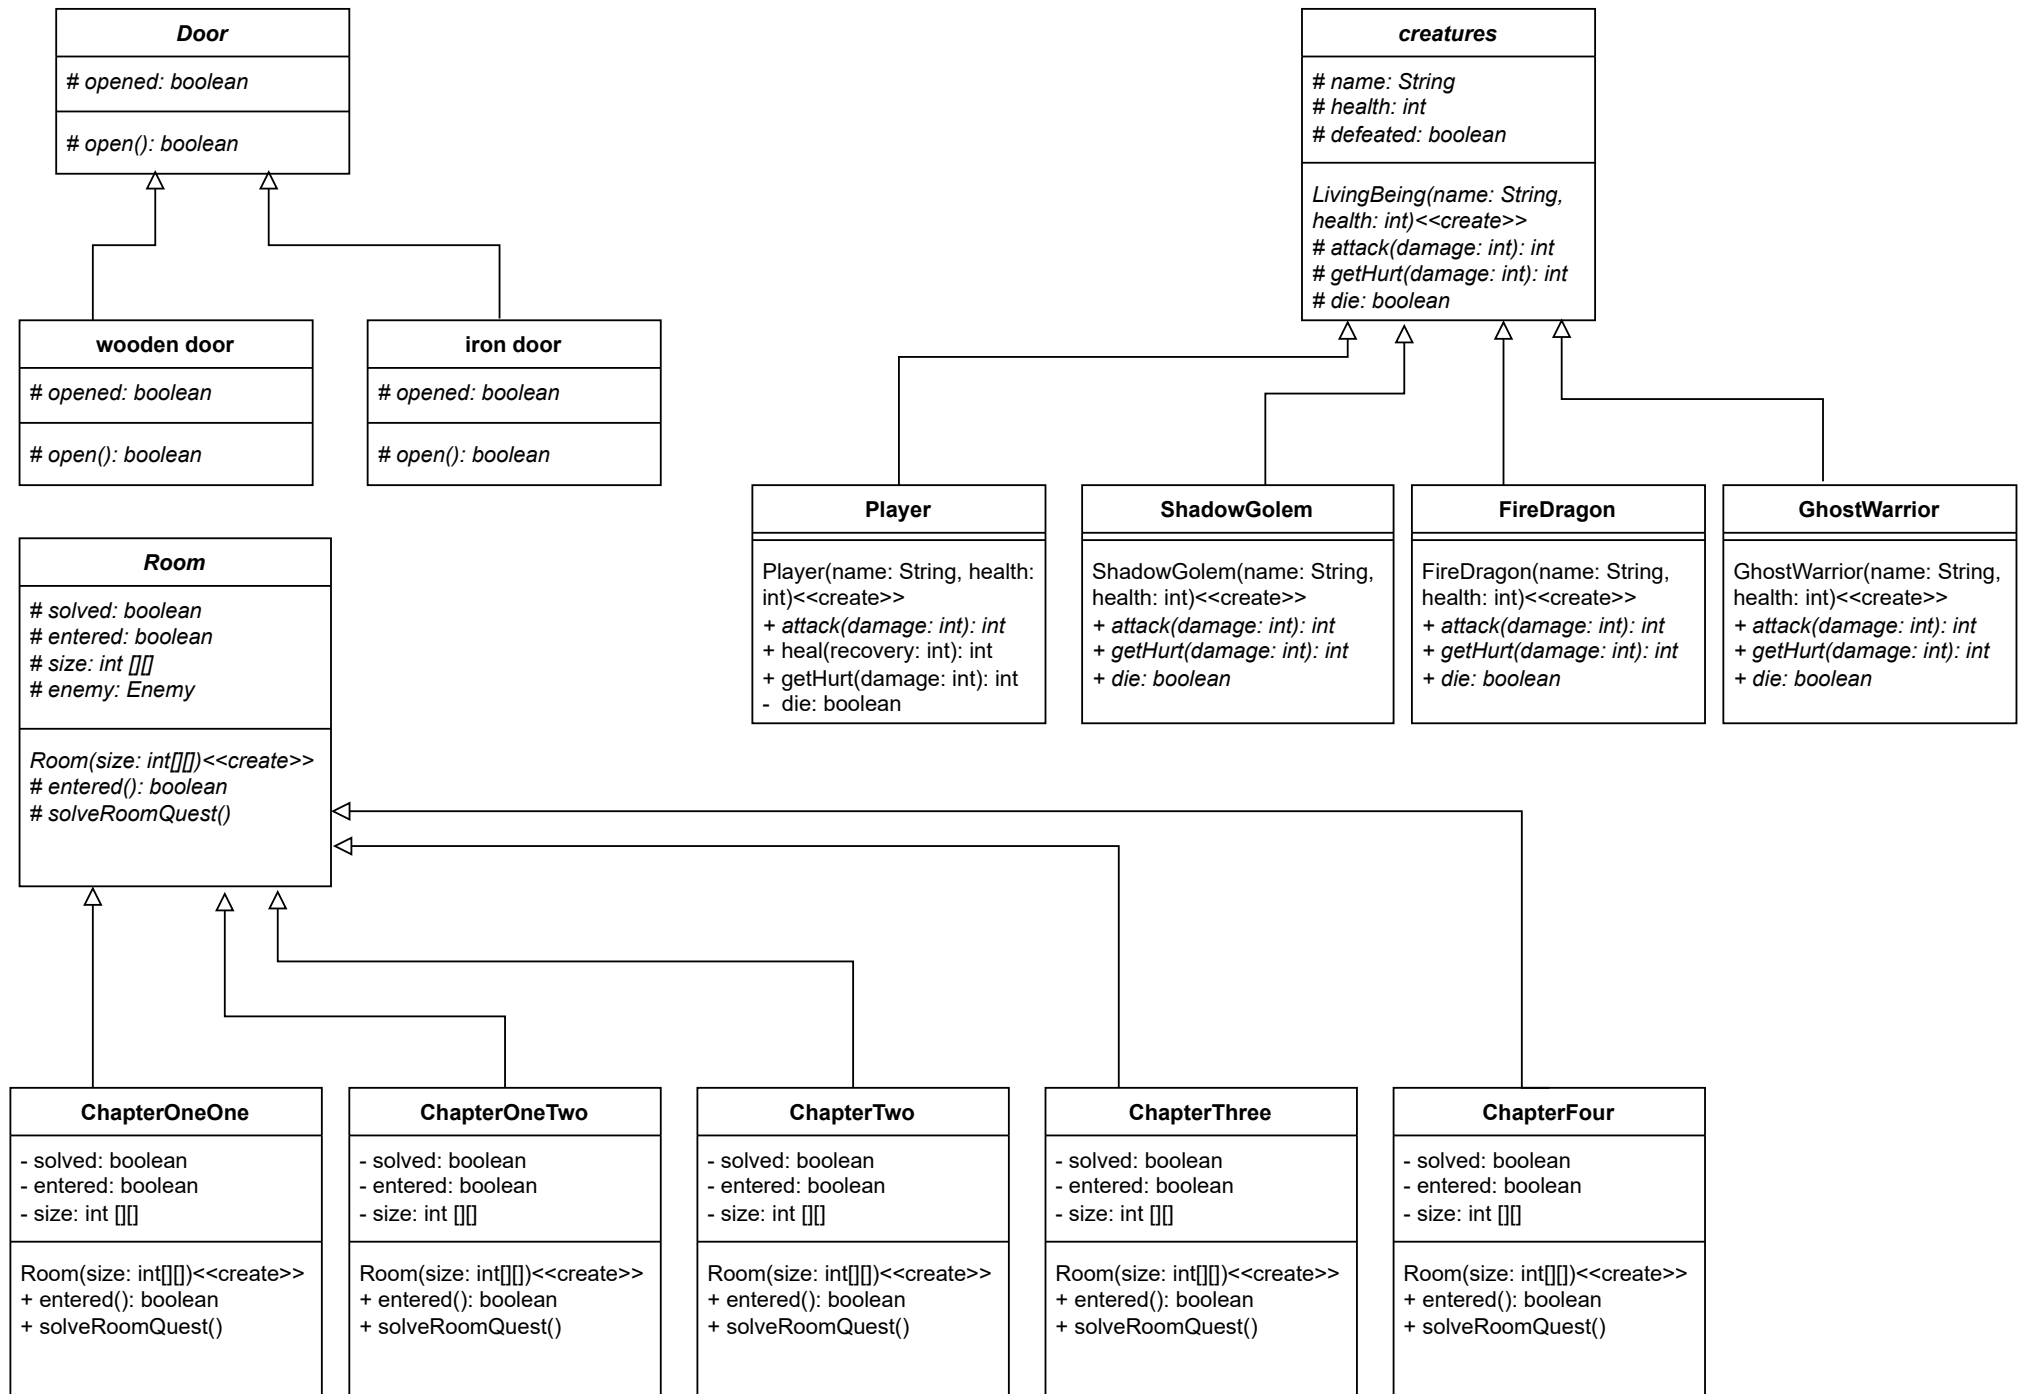 Door
# opened: boolean
# open(): boolean
creatures
# name: String
# health: int
# defeated: boolean
LivingBeing(name: String,
health: int)<<create>>
# attack(damage: int): int
# getHurt(damage: int): int
# die: boolean
wooden door
# opened: boolean
# open(): boolean
iron door
# opened: boolean
# open(): boolean
Player
Player(name: String, health:
int)<<create>>
+ attack(damage: int): int
+ heal(recovery: int): int
+ getHurt(damage: int): int
- die: boolean
ShadowGolem
ShadowGolem(name: String,
health: int)<<create>>
+ attack(damage: int): int
+ getHurt(damage: int): int
+ die: boolean
FireDragon
FireDragon(name: String,
health: int)<<create>>
+ attack(damage: int): int
+ getHurt(damage: int): int
+ die: boolean
GhostWarrior
GhostWarrior(name: String,
health: int)<<create>>
+ attack(damage: int): int
+ getHurt(damage: int): int
+ die: boolean
Room
# solved: boolean
# entered: boolean
# size: int [][]
# enemy: Enemy
Room(size: int[][])<<create>>
# entered(): boolean
# solveRoomQuest()
ChapterOneOne
- solved: boolean
- entered: boolean
- size: int [][]
Room(size: int[][])<<create>>
+ entered(): boolean
+ solveRoomQuest()
ChapterOneTwo
- solved: boolean
- entered: boolean
- size: int [][]
Room(size: int[][])<<create>>
+ entered(): boolean
+ solveRoomQuest()
ChapterTwo
- solved: boolean
- entered: boolean
- size: int [][]
Room(size: int[][])<<create>>
+ entered(): boolean
+ solveRoomQuest()
ChapterThree
- solved: boolean
- entered: boolean
- size: int [][]
Room(size: int[][])<<create>>
+ entered(): boolean
+ solveRoomQuest()
ChapterFour
- solved: boolean
- entered: boolean
- size: int [][]
Room(size: int[][])<<create>>
+ entered(): boolean
+ solveRoomQuest()